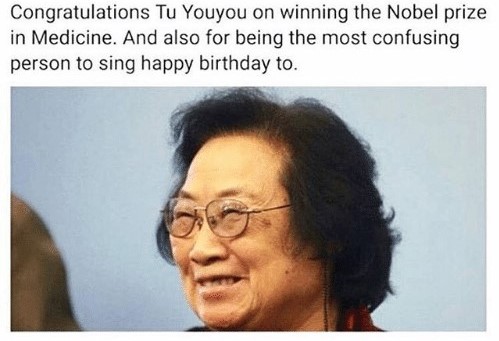 Congratulations Tu Youyou on winning the Nobel prize
in Medicine. And also for being the most confusing
person to sing happy birthday to.